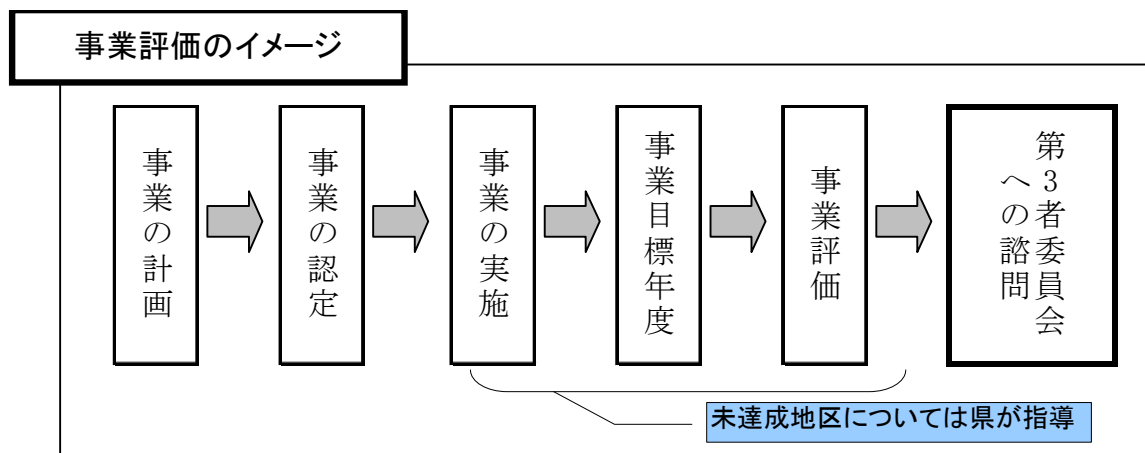 事業評価のイメージ
事業の計画
事業の認定
事業の実施
事業目標年度
事業評価
第3者委員会
への諮問
未達成地区については県が指導